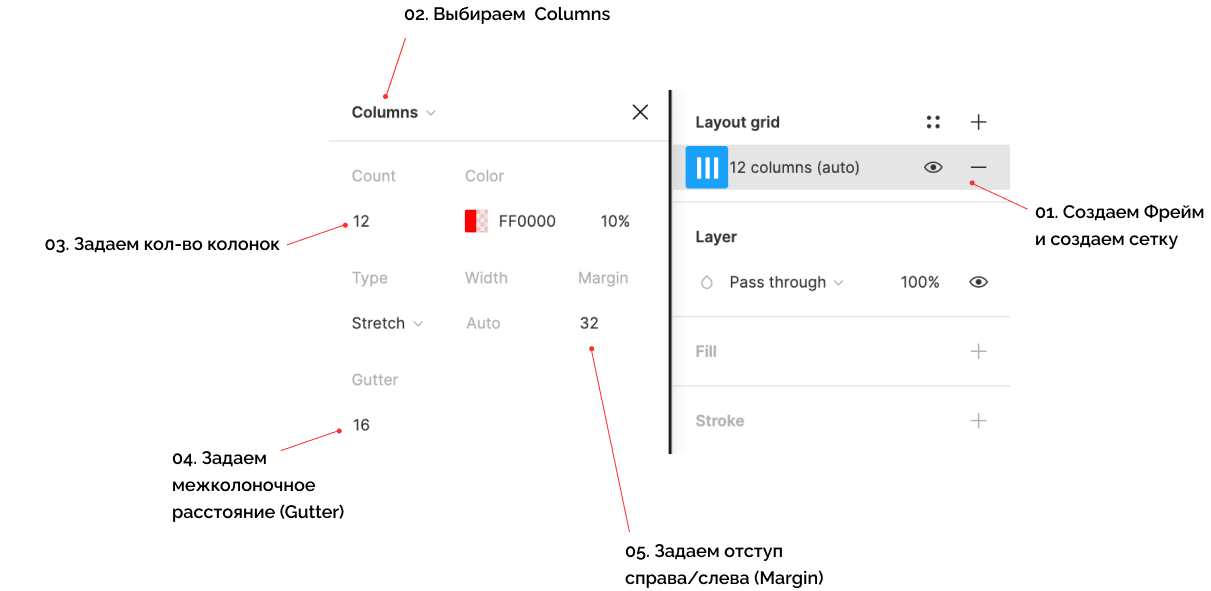 02. Выбираем Columns
Columns
Count
Color
12
FF0000
10%
Type
Width
Margin
Stretch
Auto
32
Gutter
16
Layout grid
12 columns (auto)
Layer
Pass through
100%
Fill
Stroke
01. Создаем Фрейм
и создаем сетку
03. Задаем кол-во колонок
04. Задаем
межколоночное
расстояние (Gutter)
05. Задаем отступ
справа/слева (Margin)